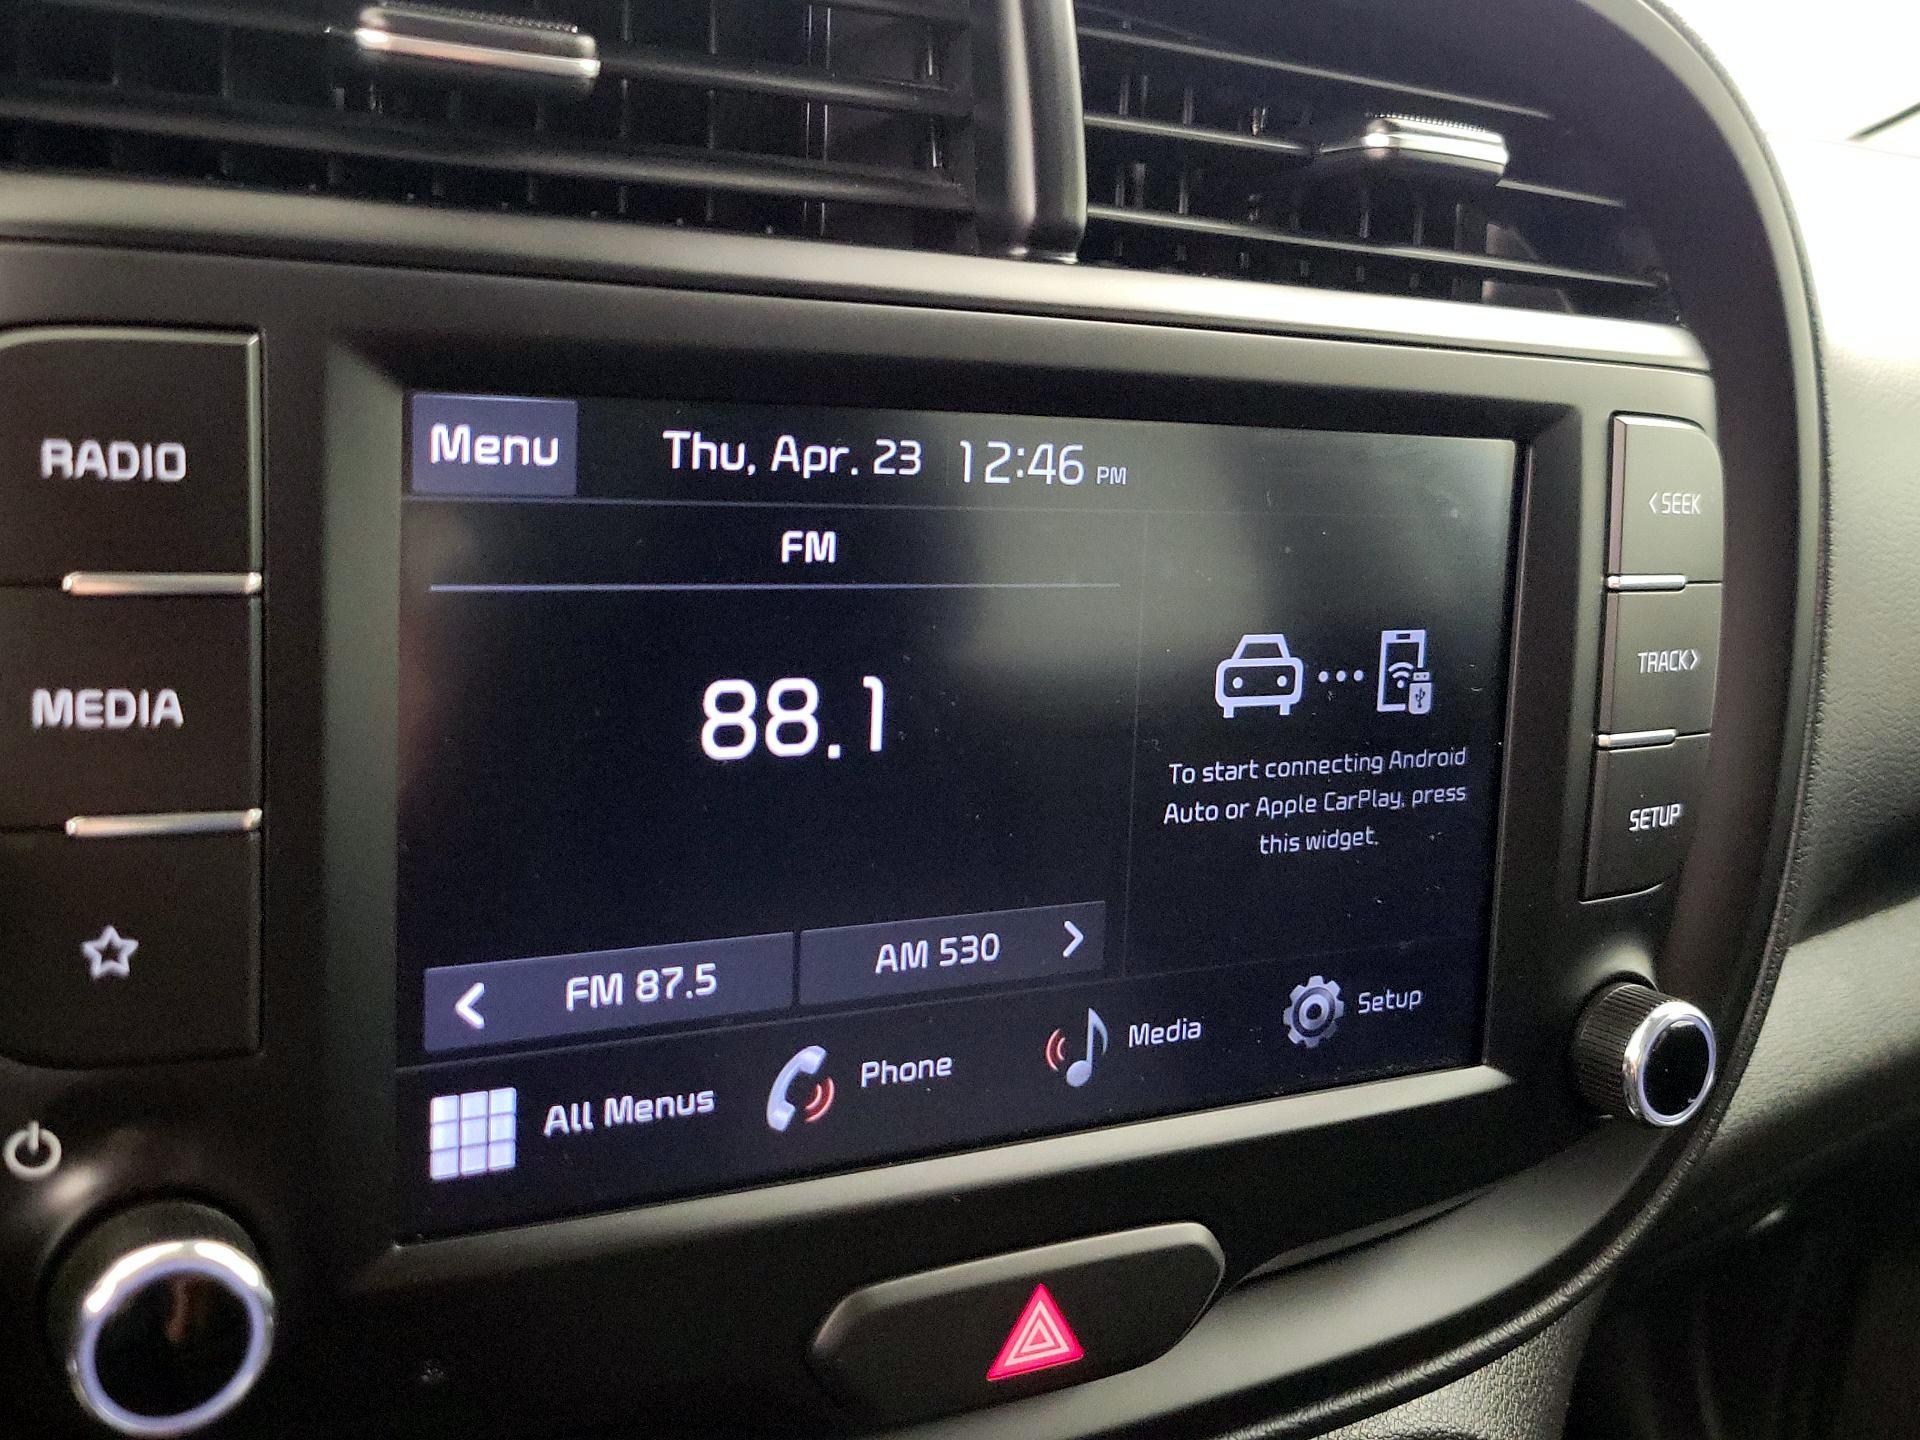 RADIO
MEDIA
Menu
Thu, Apr. 23 12:46 PM
FM
88.1
FM 87.5
AM 530
To start connecting Android
Auto or Apple CarPlay, press
this widget.
All Menus
Phone
Media
Setup
<SEEK
TRACK>
SETUP